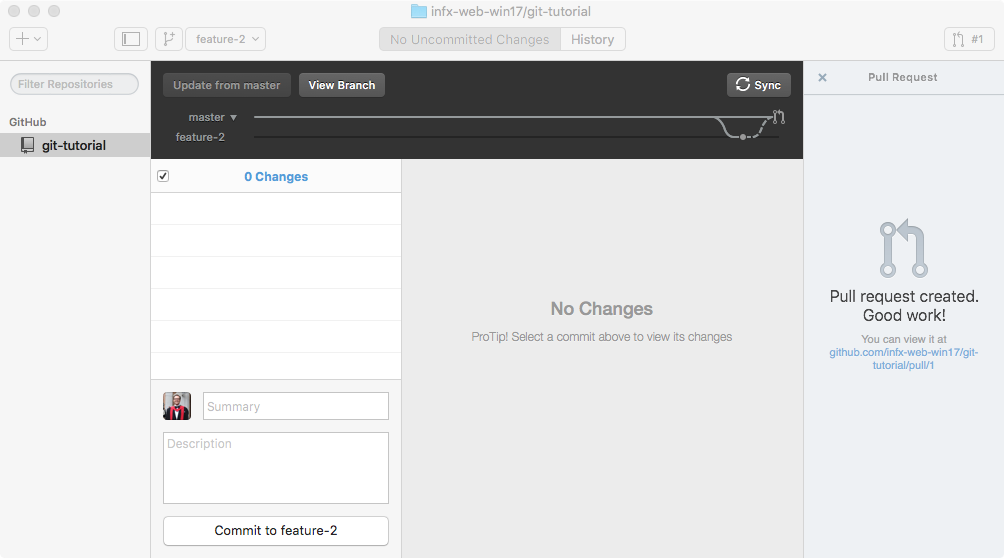 infx-web-win17/git-tutorial
feature-2
No Uncommitted Changes
History
#1
Filter Repositories
GitHub
git-tutorial
Update from master
View Branch
Sync
master
feature-2
0 Changes
No Changes
ProTip! Select a commit above to view its changes
Summary
Description
Commit to feature-2
Pull Request
Pull request created.
Good work!
You can view it at
github.com/infx-web-win17/git-
tutorial/pull/1